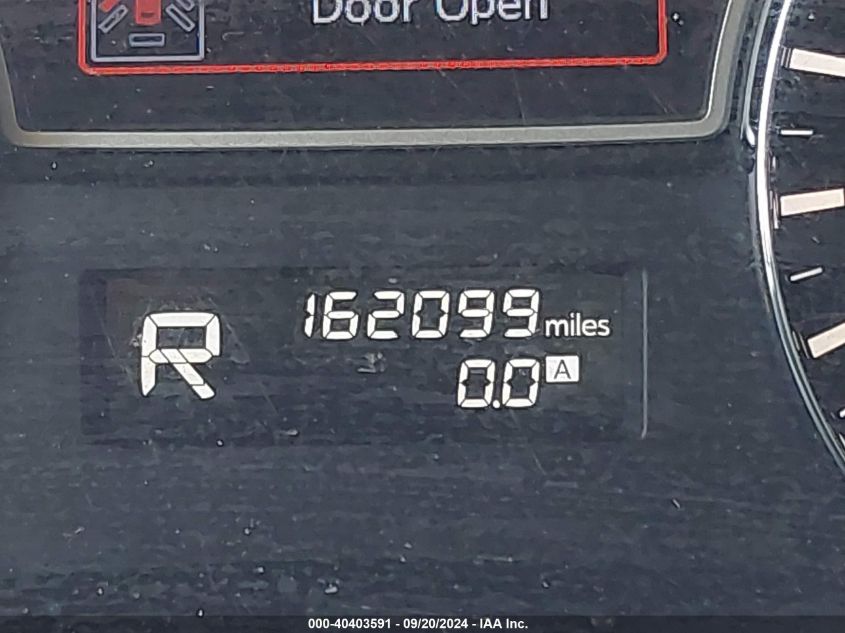 Door Open
162099 miles
R
0.0 A
000-40403591 - 09/20/2024 - IAA Inc.